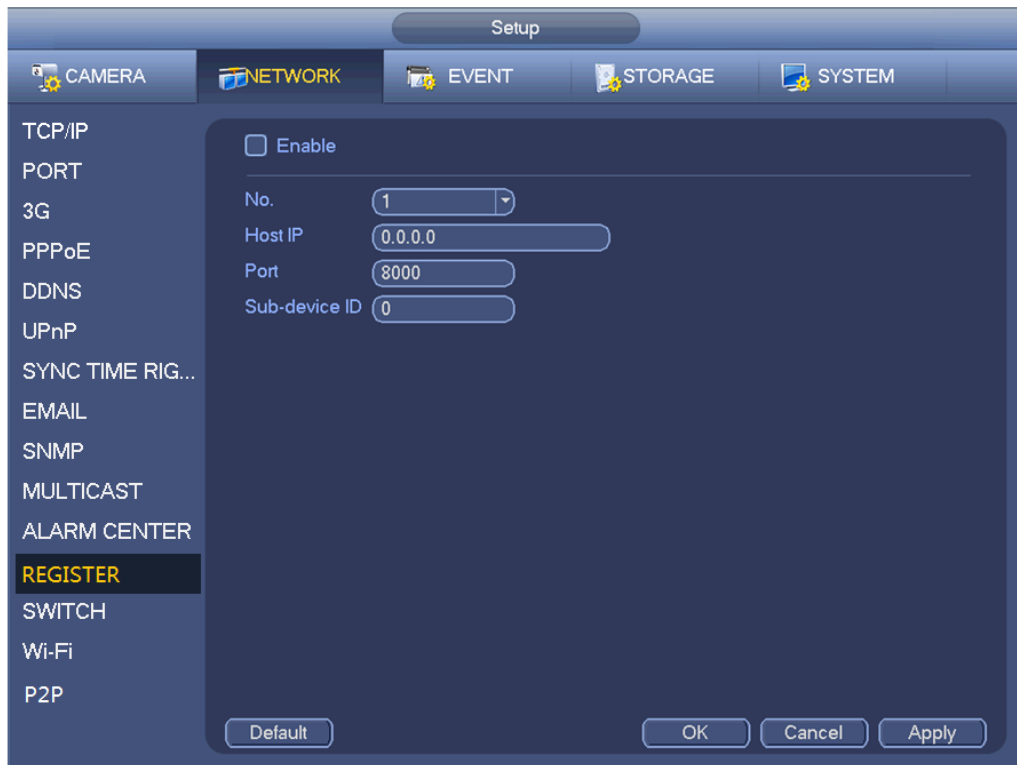 Setup
CAMERA NETWORK EVENT STORAGE SYSTEM
TCP/IP
PORT
3G
PPPoE
DDNS
UPnP
SYNC TIME RIG...
EMAIL
SNMP
MULTICAST
ALARM CENTER
REGISTER
SWITCH
Wi-Fi
P2P
Enable
No. 1
Host IP 0.0.0.0
Port 8000
Sub-device ID 0
Default OK Cancel Apply